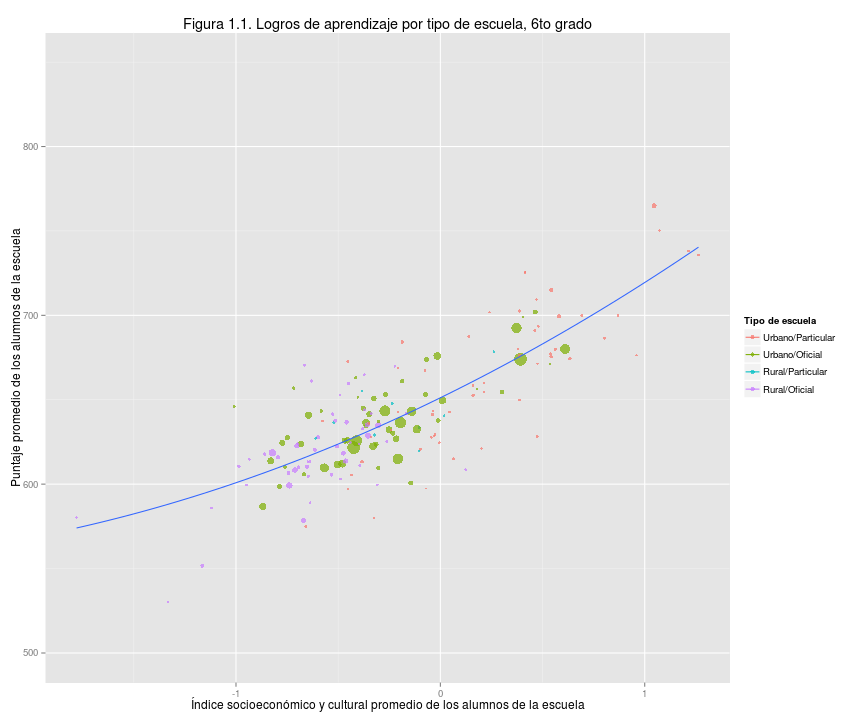 Figura 1.1. Logros de aprendizaje por tipo de escuela, 6to grado
Puntaje promedio de los alumnos de la escuela
800
700
600
500
-1
0
1
Índice socioeconómico y cultural promedio de los alumnos de la escuela
Tipo de escuela
Urbano/Particular
Urbano/Oficial
Rural/Particular
Rural/Oficial